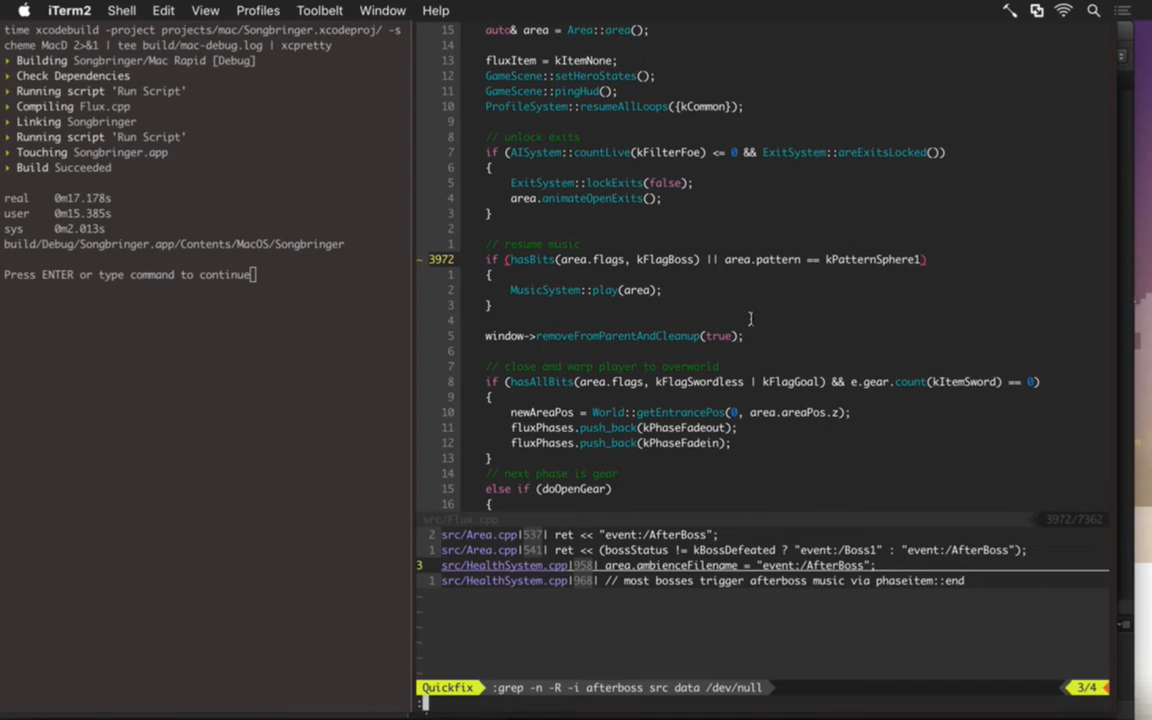 iTerm2 Shell Edit View Profiles Toolbelt Window Help
time xcodebuild -project projects/mac/Songbringer.xcodeproj/ -s
cheme MacD 2>&1 | tee build/mac-debug.log | xcpretty
▸ Building Songbringer/Mac Rapid [Debug]
▸ Check Dependencies
▸ Running script 'Run Script'
▸ Compiling Flux.cpp
▸ Linking Songbringer
▸ Running script 'Run Script'
▸ Touching Songbringer.app
▸ Build Succeeded
real 0m17.178s
user 0m15.385s
sys 0m2.013s
build/Debug/Songbringer.app/Contents/MacOS/Songbringer
Press ENTER or type command to continue
15 auto& area = Area::area();
14
13 fluxItem = kItemNone;
12 GameScene::setHeroStates();
11 GameScene::pingHud();
10 ProfileSystem::resumeAllLoops({kCommon});
9
8 // unlock exits
7 if (AISystem::countLive(kFilterFoe) <= 0 && ExitSystem::areExitsLocked())
6 {
5 ExitSystem::lockExits(false);
4 area.animateOpenExits();
3 }
2
1 // resume music
~ 3972 if (hasBits(area.flags, kFlagBoss) || area.pattern == kPatternSphere1)
1 {
2 MusicSystem::play(area);
3 }
4
5 window->removeFromParentAndCleanup(true);
6
7 // close and warp player to overworld
8 if (hasAllBits(area.flags, kFlagSwordless | kFlagGoal) && e.gear.count(kItemSword) == 0)
9 {
10 newAreaPos = World::getEntrancePos(0, area.areaPos.z);
11 fluxPhases.push_back(kPhaseFadeout);
12 fluxPhases.push_back(kPhaseFadein);
13 }
14 // next phase is gear
15 else if (doOpenGear)
16 {
src/Flux.cpp 3972/7362
2 src/Area.cpp|537| ret << "event:/AfterBoss";
1 src/Area.cpp|541| ret << (bossStatus != kBossDefeated ? "event:/Boss1" : "event:/AfterBoss");
3 src/HealthSystem.cpp|958| area.ambienceFilename = "event:/AfterBoss";
1 src/HealthSystem.cpp|968| // most bosses trigger afterboss music via phaseitem::end
Quickfix :grep -n -R -i afterboss src data /dev/null 3/4
: